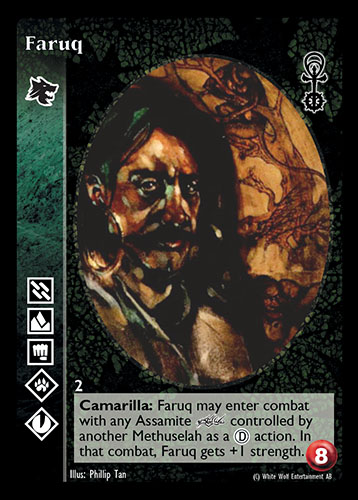 Faruq
2
Camarilla: Faruq may enter combat
with any Assamite controlled by
another Methuselah as a D action. In
that combat, Faruq gets +1 strength.
8
Illus: Phillip Tan
(C) White Wolf Entertainment AB